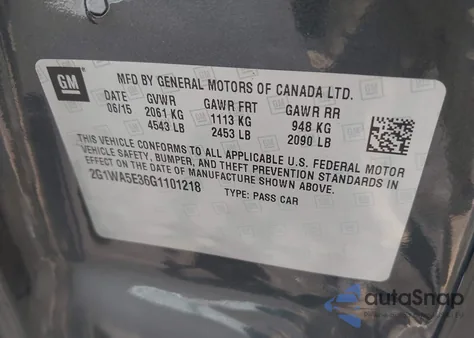 GM
MFD BY GENERAL MOTORS OF CANADA LTD.
DATE GVWR GAWR FRT GAWR RR
06/15 2061 KG 1113 KG 948 KG
4543 LB 2453 LB 2090 LB
THIS VEHICLE CONFORMS TO ALL APPLICABLE U.S. FEDERAL MOTOR
VEHICLE SAFETY, BUMPER, AND THEFT PREVENTION STANDARDS IN
EFFECT ON THE DATE OF MANUFACTURE SHOWN ABOVE.
2G1WA5E36G1101218 TYPE: PASS CAR
autoSnap